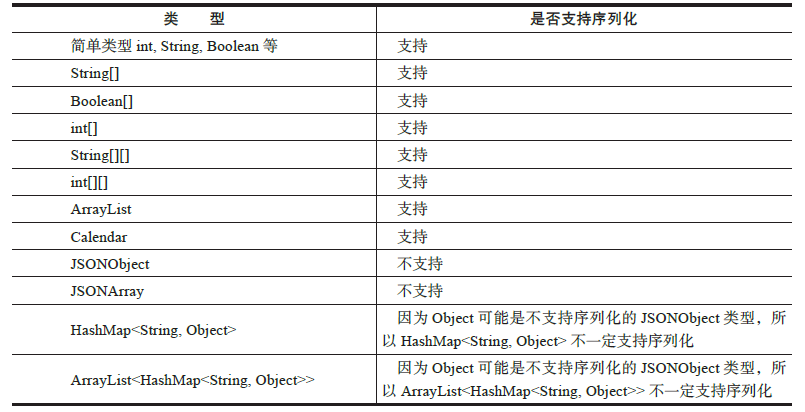 类 型 是否支持序列化
简单类型 int, String, Boolean 等 支持
String[] 支持
Boolean[] 支持
int[] 支持
String[][] 支持
int[][] 支持
ArrayList 支持
Calendar 支持
JSONObject 不支持
JSONArray 不支持
HashMap<String, Object> 因为 Object 可能是不支持序列化的 JSONObject 类型，所
以 HashMap<String, Object> 不一定支持序列化
ArrayList<HashMap<String, Object>> 因为 Object 可能是不支持序列化的 JSONObject 类型，所
以 ArrayList<HashMap<String, Object>> 不一定支持序列化